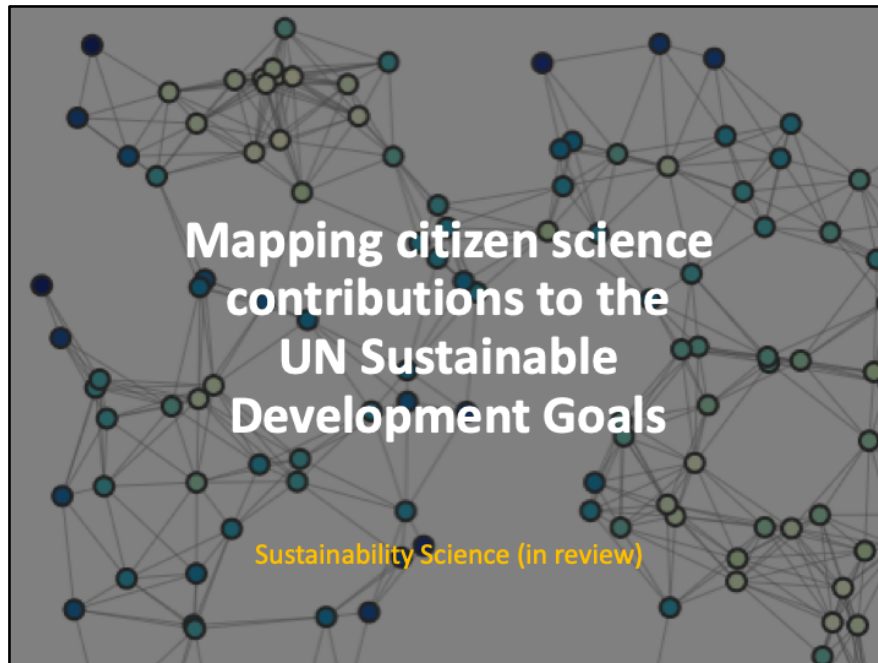 Mapping citizen science
contributions to the
UN Sustainable
Development Goals
Sustainability Science (in review)